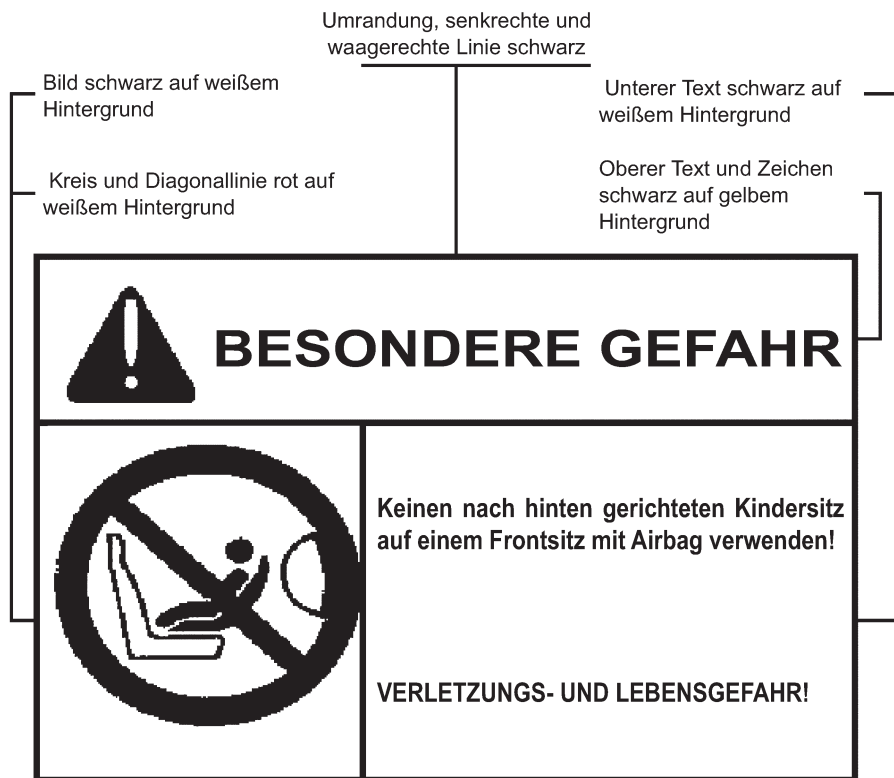 Umrandung, senkrechte und
waagerechte Linie schwarz
Bild schwarz auf weißem
Hintergrund
Unterer Text schwarz auf
weißem Hintergrund
Kreis und Diagonallinie rot auf
weißem Hintergrund
Oberer Text und Zeichen
schwarz auf gelbem
Hintergrund
BESONDERE GEFAHR
Keinen nach hinten gerichteten Kindersitz
auf einem Frontsitz mit Airbag verwenden!
VERLETZUNGS- UND LEBENSGEFAHR!